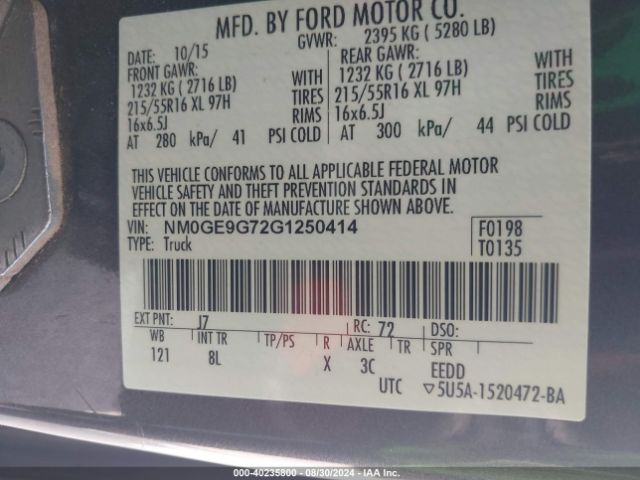 MFD. BY FORD MOTOR CO.
DATE: 10/15 GVWR: 2395 KG ( 5280 LB)
FRONT GAWR: REAR GAWR:
1232 KG ( 2716 LB) WITH 1232 KG ( 2716 LB) WITH
215/55R16 XL 97H TIRES 215/55R16 XL 97H TIRES
16x6.5J RIMS 16x6.5J RIMS
AT 280 kPa/ 41 PSI COLD AT 300 kPa/ 44 PSI COLD
THIS VEHICLE CONFORMS TO ALL APPLICABLE FEDERAL MOTOR
VEHICLE SAFETY AND THEFT PREVENTION STANDARDS IN
EFFECT ON THE DATE OF MANUFACTURE SHOWN ABOVE.
VIN: NM0GE9G72G1250414 F0198
TYPE: Truck T0135
EXT PNT: J7 RC: 72 DSO:
WB INT TR TP/PS R AXLE TR SPR
121 8L X 3C EEDD
UTC ▽5U5A-1520472-BA
000-40235800 - 08/30/2024 - IAA Inc.